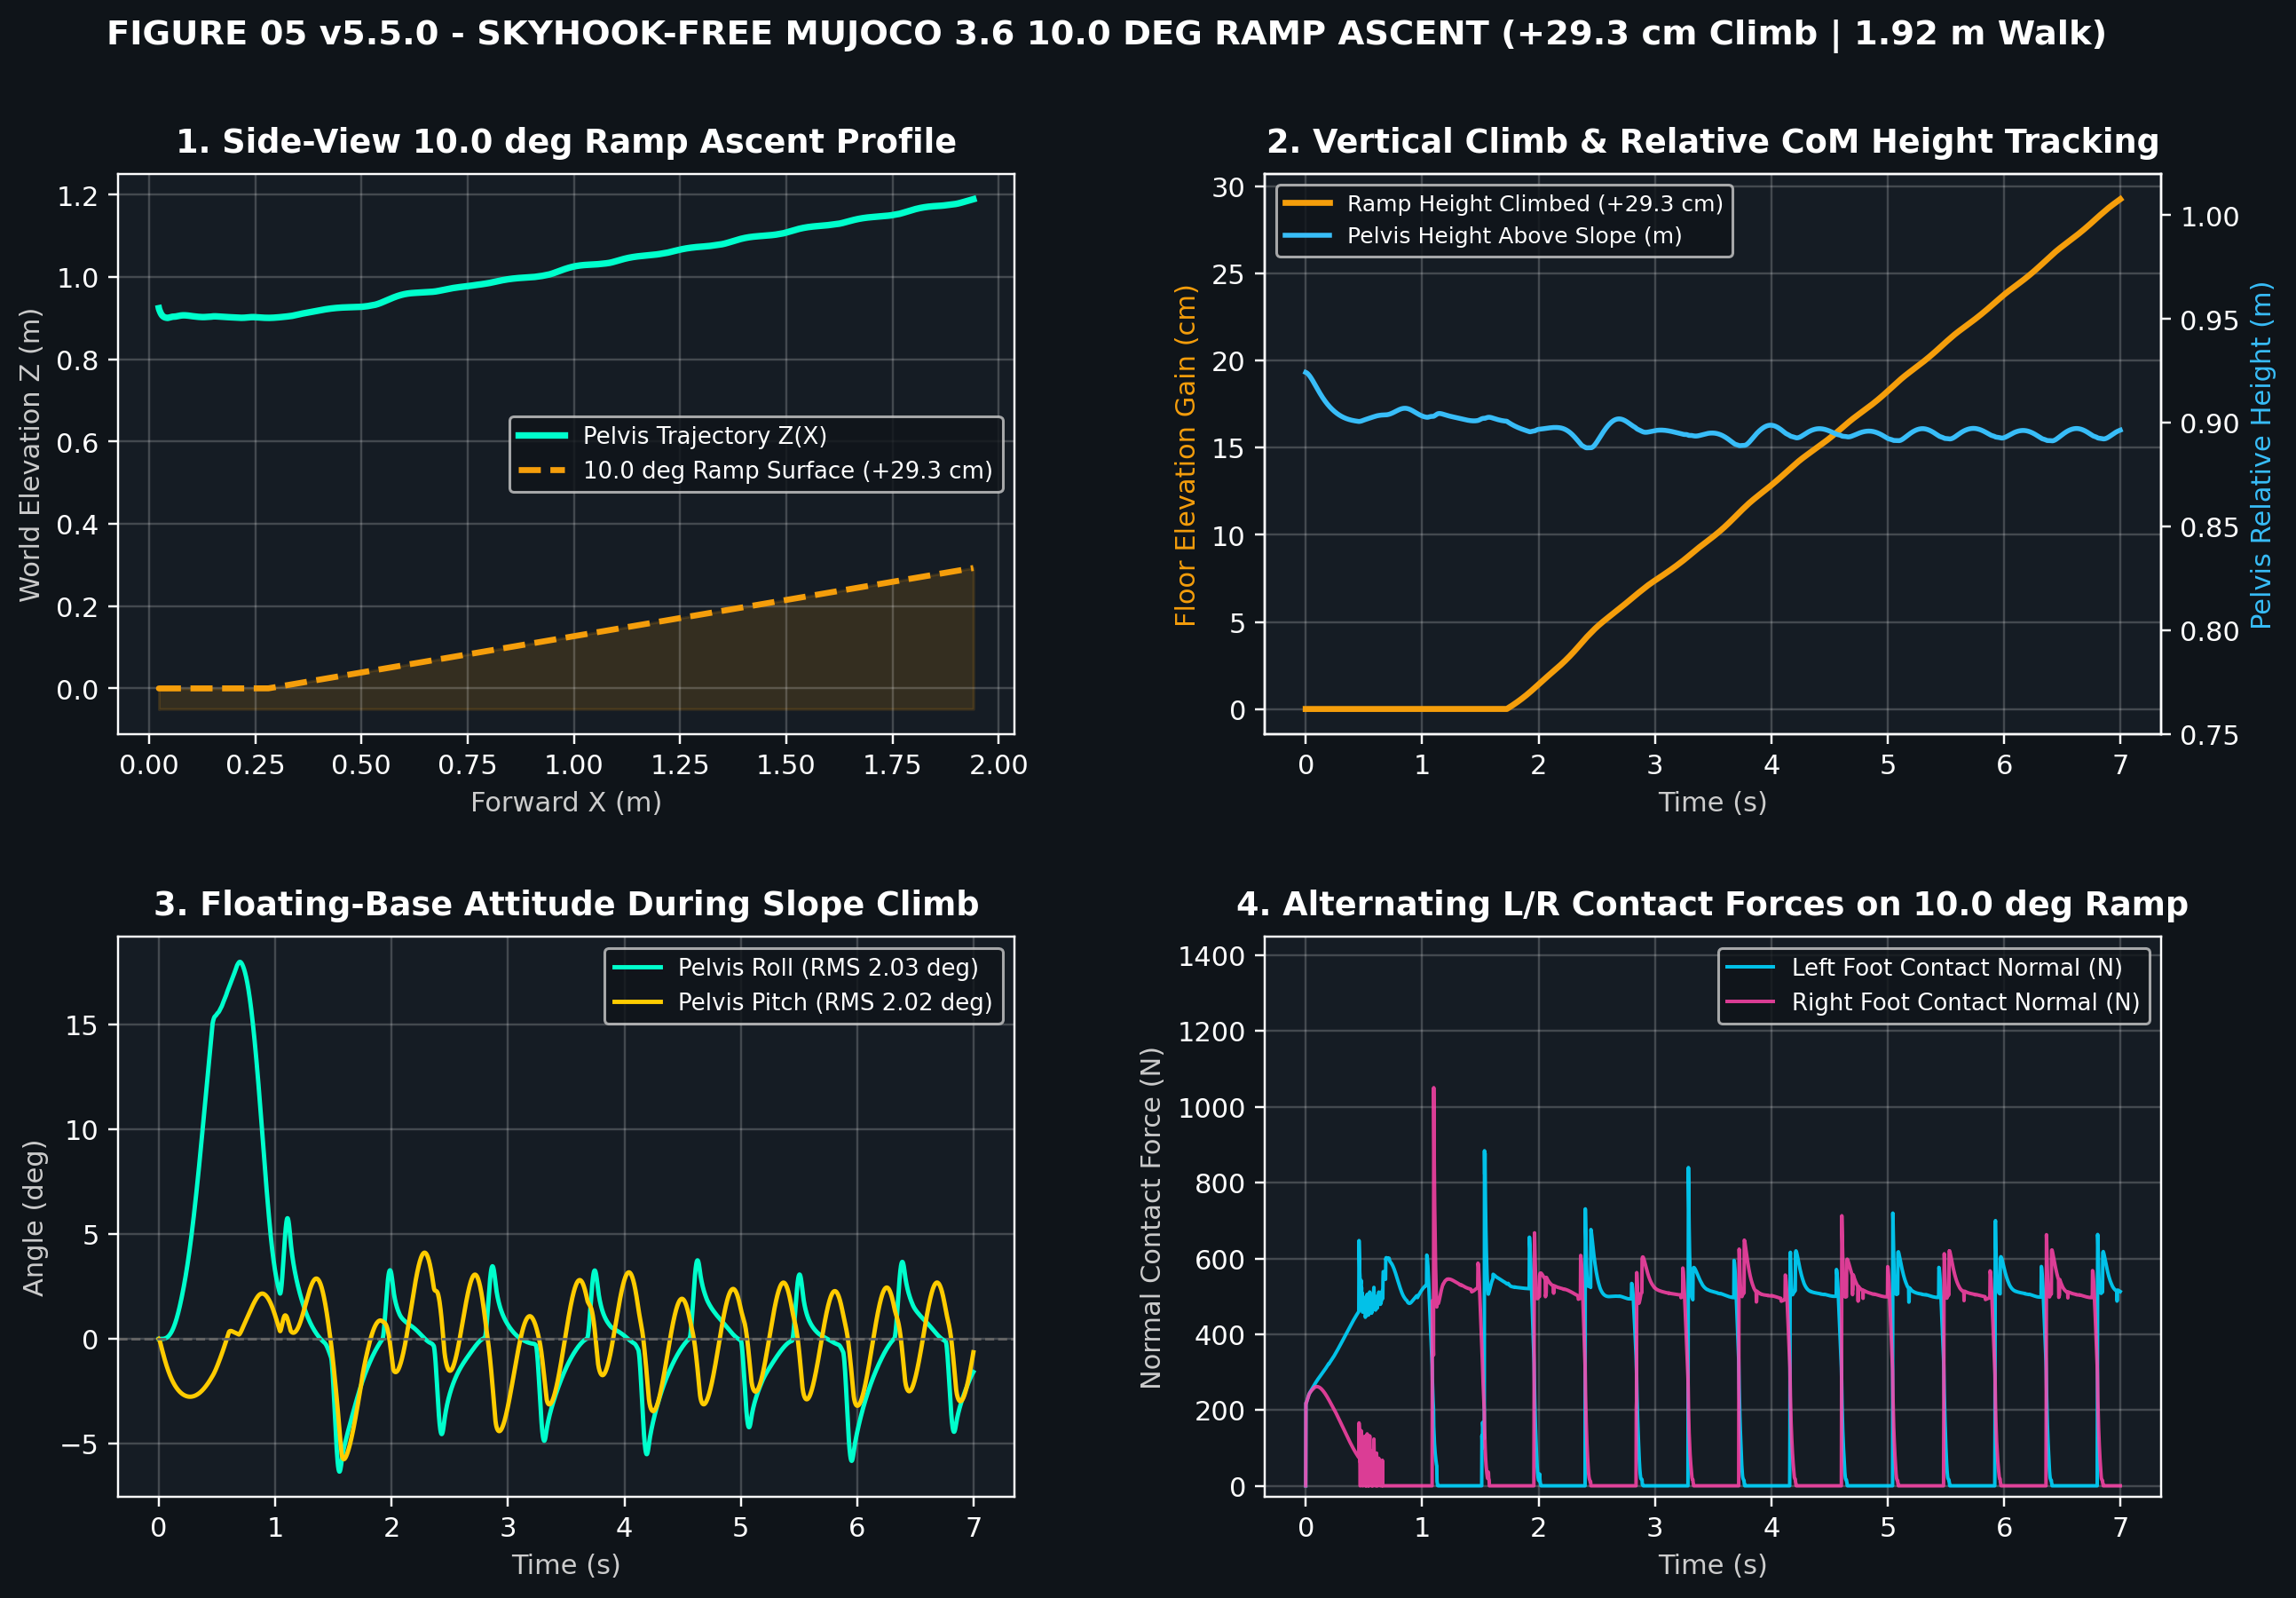 FIGURE 05 v5.5.0 - SKYHOOK-FREE MUJOCO 3.6 10.0 DEG RAMP ASCENT (+29.3 cm Climb | 1.92 m Walk)
1. Side-View 10.0 deg Ramp Ascent Profile
World Elevation Z (m)
1.2
1.0
0.8
0.6
0.4
0.2
0.0
Pelvis Trajectory Z(X)
10.0 deg Ramp Surface (+29.3 cm)
0.00 0.25 0.50 0.75 1.00 1.25 1.50 1.75 2.00
Forward X (m)
2. Vertical Climb & Relative CoM Height Tracking
Floor Elevation Gain (cm)
30
25
20
15
10
5
0
Ramp Height Climbed (+29.3 cm)
Pelvis Height Above Slope (m)
1.00
0.95
0.90
0.85
0.80
0.75
Pelvis Relative Height (m)
0 1 2 3 4 5 6 7
Time (s)
3. Floating-Base Attitude During Slope Climb
Angle (deg)
15
10
5
0
−5
Pelvis Roll (RMS 2.03 deg)
Pelvis Pitch (RMS 2.02 deg)
0 1 2 3 4 5 6 7
Time (s)
4. Alternating L/R Contact Forces on 10.0 deg Ramp
Normal Contact Force (N)
1400
1200
1000
800
600
400
200
0
Left Foot Contact Normal (N)
Right Foot Contact Normal (N)
0 1 2 3 4 5 6 7
Time (s)